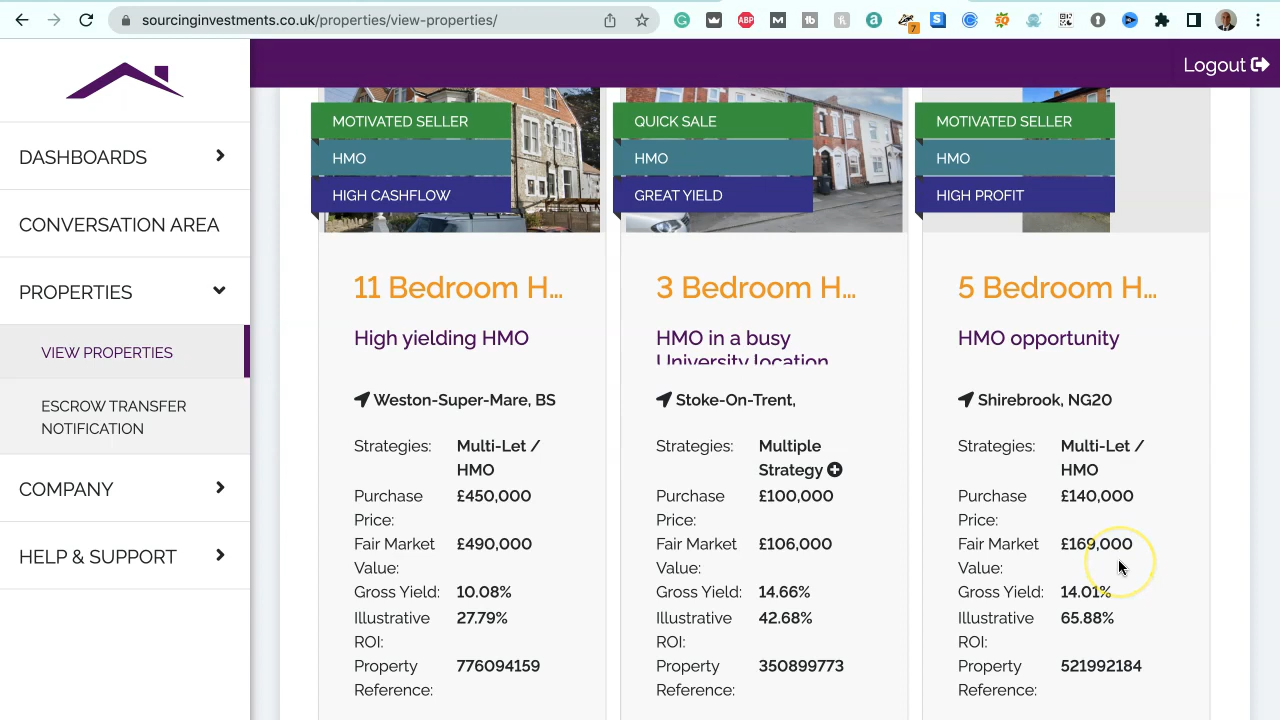 sourcinginvestments.co.uk/properties/view-properties/
ABP
7
Logout
DASHBOARDS
CONVERSATION AREA
PROPERTIES
VIEW PROPERTIES
ESCROW TRANSFER
NOTIFICATION
COMPANY
HELP & SUPPORT
MOTIVATED SELLER
HMO
HIGH CASHFLOW
11 Bedroom H...
High yielding HMO
Weston-Super-Mare, BS
Strategies: Multi-Let /
HMO
Purchase £450,000
Price:
Fair Market £490,000
Value:
Gross Yield: 10.08%
Illustrative 27.79%
ROI:
Property 776094159
Reference:
QUICK SALE
HMO
GREAT YIELD
3 Bedroom H...
HMO in a busy
University location
Stoke-On-Trent,
Strategies: Multiple
Strategy
Purchase £100,000
Price:
Fair Market £106,000
Value:
Gross Yield: 14.66%
Illustrative 42.68%
ROI:
Property 350899773
Reference:
MOTIVATED SELLER
HMO
HIGH PROFIT
5 Bedroom H...
HMO opportunity
Shirebrook, NG20
Strategies: Multi-Let /
HMO
Purchase £140,000
Price:
Fair Market £169,000
Value:
Gross Yield: 14.01%
Illustrative 65.88%
ROI:
Property 521992184
Reference: